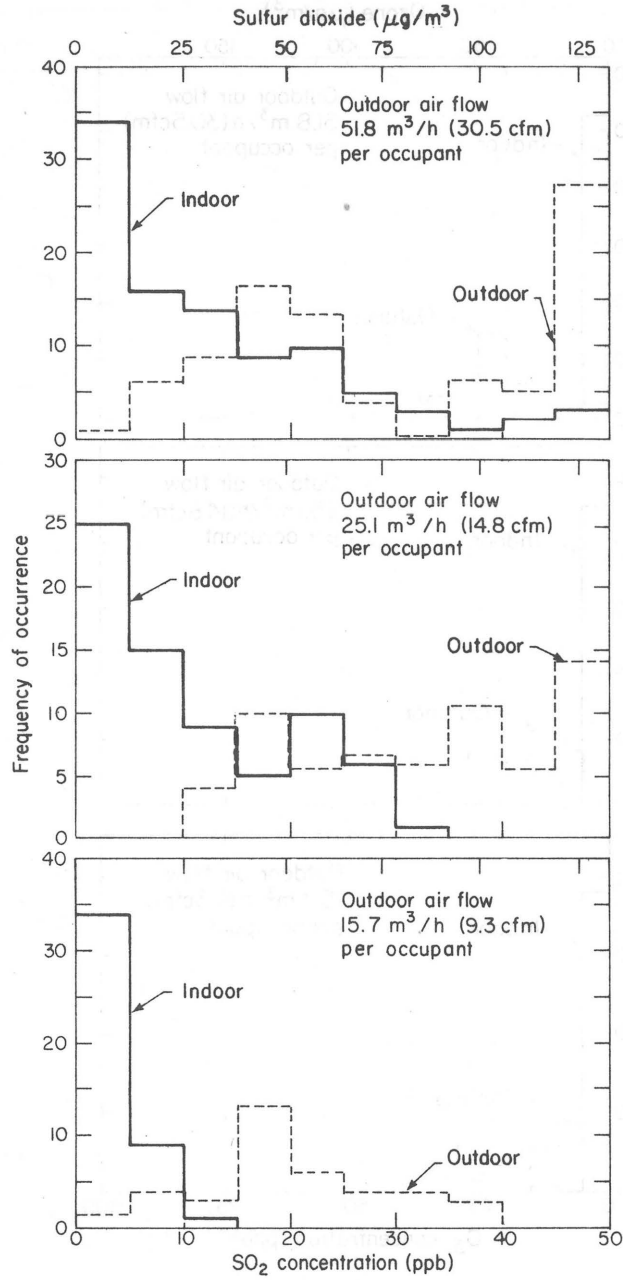 Sulfur dioxide (μg/m³)
0 25 50 75 100 125
40
30
20
10
0
Outdoor air flow
51.8 m³/h (30.5 cfm)
per occupant
Indoor
Outdoor
Frequency of occurrence
30
25
20
15
10
5
0
Outdoor air flow
25.1 m³/h (14.8 cfm)
per occupant
Indoor
Outdoor
40
30
20
10
0
Outdoor air flow
15.7 m³/h (9.3 cfm)
per occupant
Indoor
Outdoor
0 10 20 30 40 50
SO₂ concentration (ppb)